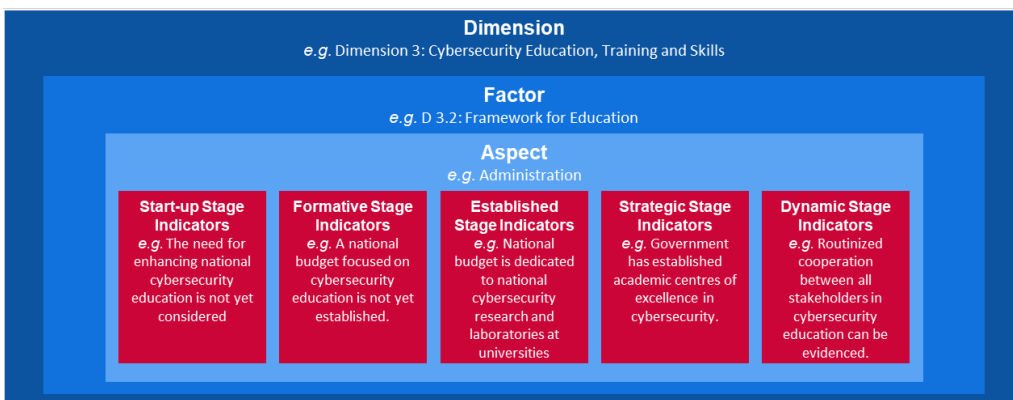 Dimension
e.g. Dimension 3: Cybersecurity Education, Training and Skills
Factor
e.g. D 3.2: Framework for Education
Aspect
e.g. Administration
Start-up Stage
Indicators
e.g. The need for
enhancing national
cybersecurity
education is not yet
considered
Formative Stage
Indicators
e.g. A national
budget focused on
cybersecurity
education is not yet
established.
Established
Stage Indicators
e.g. National
budget is dedicated
to national
cybersecurity
research and
laboratories at
universities
Strategic Stage
Indicators
e.g. Government
has established
academic centres of
excellence in
cybersecurity.
Dynamic Stage
Indicators
e.g. Routinized
cooperation
between all
stakeholders in
cybersecurity
education can be
evidenced.